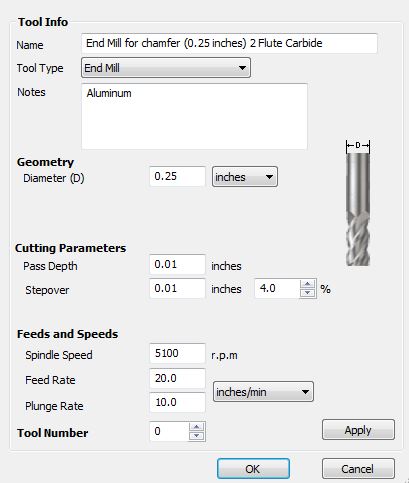 Tool Info
Name End Mill for chamfer (0.25 inches) 2 Flute Carbide
Tool Type End Mill
Notes Aluminum
D
Geometry
Diameter (D) 0.25 inches
Cutting Parameters
Pass Depth 0.01 inches
Stepover 0.01 inches 4.0 %
Feeds and Speeds
Spindle Speed 5100 r.p.m
Feed Rate 20.0
inches/min
Plunge Rate 10.0
Tool Number 0 Apply
OK Cancel